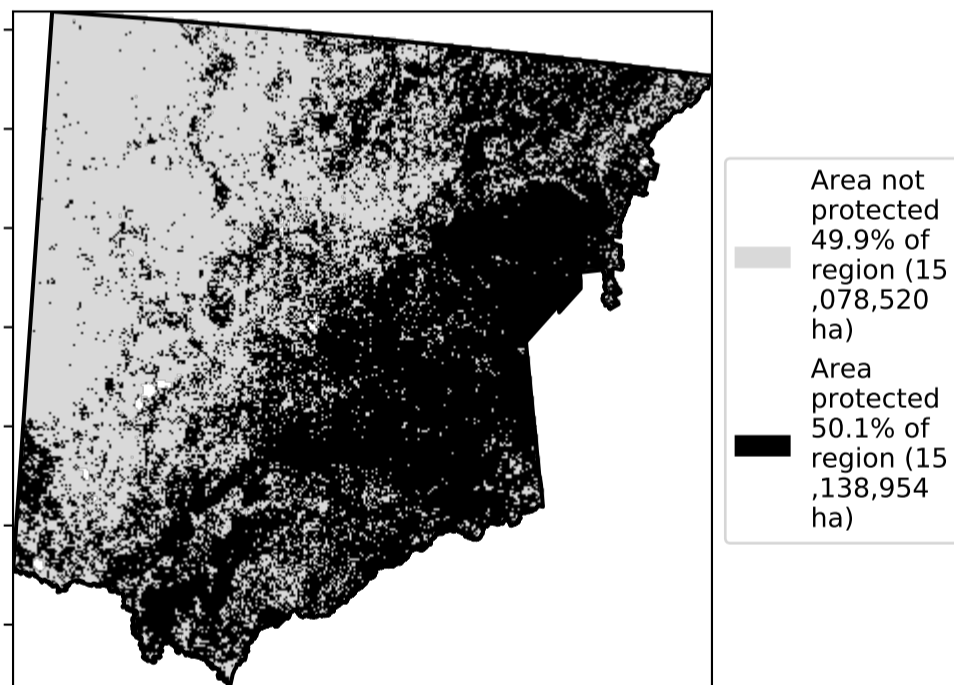 Area not
protected
49.9% of
region (15
,078,520
ha)
Area
protected
50.1% of
region (15
,138,954
ha)